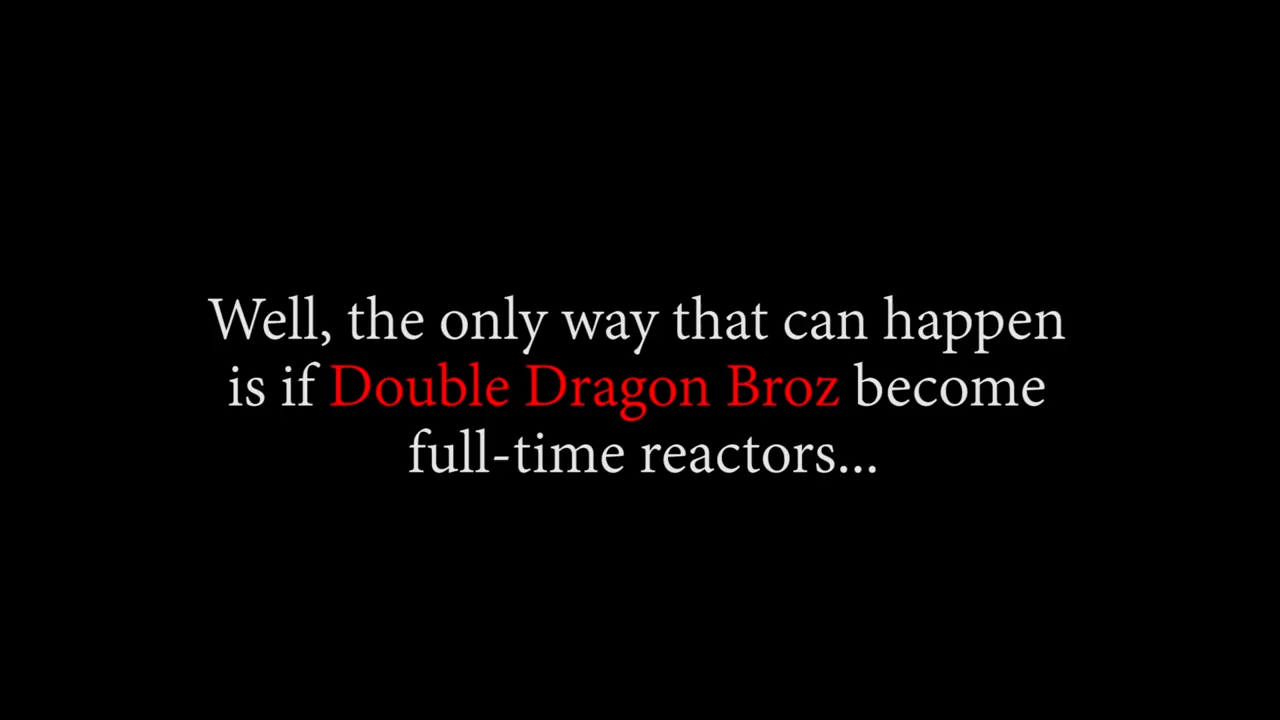 Well, the only way that can happen
is if Double Dragon Broz become
full-time reactors...